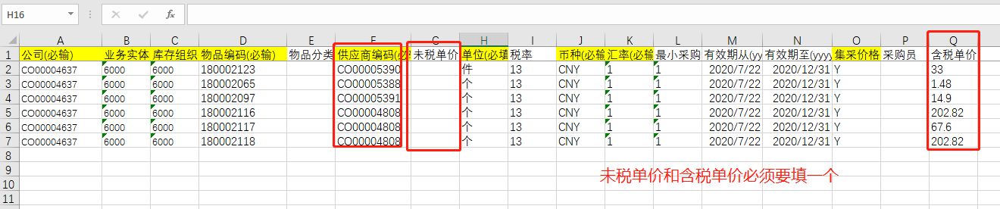 H16 fx
A B C D E F G H I J K L M N O P Q
1 公司(必输) 业务实体 库存组织 物品编码(必输) 物品分类 供应商编码(必 未税单价 单位(必填 税率 币种(必输 汇率(必输 最小采购 有效期从(yy 有效期至(yyyy 集采价格 采购员 含税单价
2 CO00004637 6000 6000 180002123 CO00005390 件 13 CNY 1 1 2020/7/22 2020/12/31 Y 33
3 CO00004637 6000 6000 180002065 CO00005388 个 13 CNY 1 1 2020/7/22 2020/12/31 Y 1.48
4 CO00004637 6000 6000 180002097 CO00005391 个 13 CNY 1 1 2020/7/22 2020/12/31 Y 14.9
5 CO00004637 6000 6000 180002116 CO00004808 个 13 CNY 1 1 2020/7/22 2020/12/31 Y 202.82
6 CO00004637 6000 6000 180002117 CO00004808 个 13 CNY 1 1 2020/7/22 2020/12/31 Y 67.6
7 CO00004637 6000 6000 180002118 CO00004808 个 13 CNY 1 1 2020/7/22 2020/12/31 Y 202.82
8
9 未税单价和含税单价必须要填一个
10
11